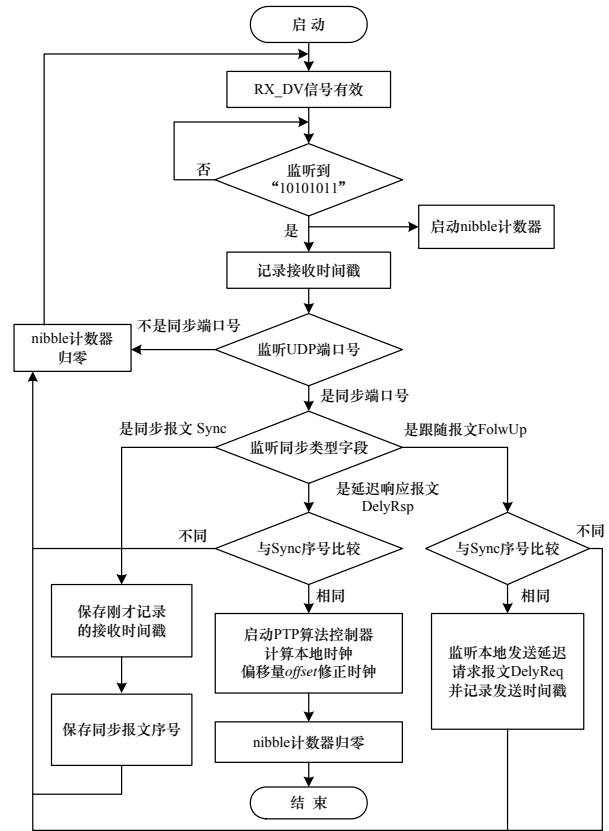 启 动
RX_DV信号有效
监听到
“10101011”
否
是
启动nibble计数器
记录接收时间戳
不是同步端口号
nibble计数器
归零
监听UDP端口号
是同步端口号
是同步报文 Sync
监听同步类型字段
是跟随报文FolwUp
是延迟响应报文
DelyRsp
不同
与Sync序号比较
与Sync序号比较
不同
相同
相同
保存刚才记录
的接收时间戳
启动PTP算法控制器
计算本地时钟
偏移量offset修正时钟
监听本地发送延迟
请求报文DelyReq
并记录发送时间戳
保存同步报文序号
nibble计数器归零
结 束